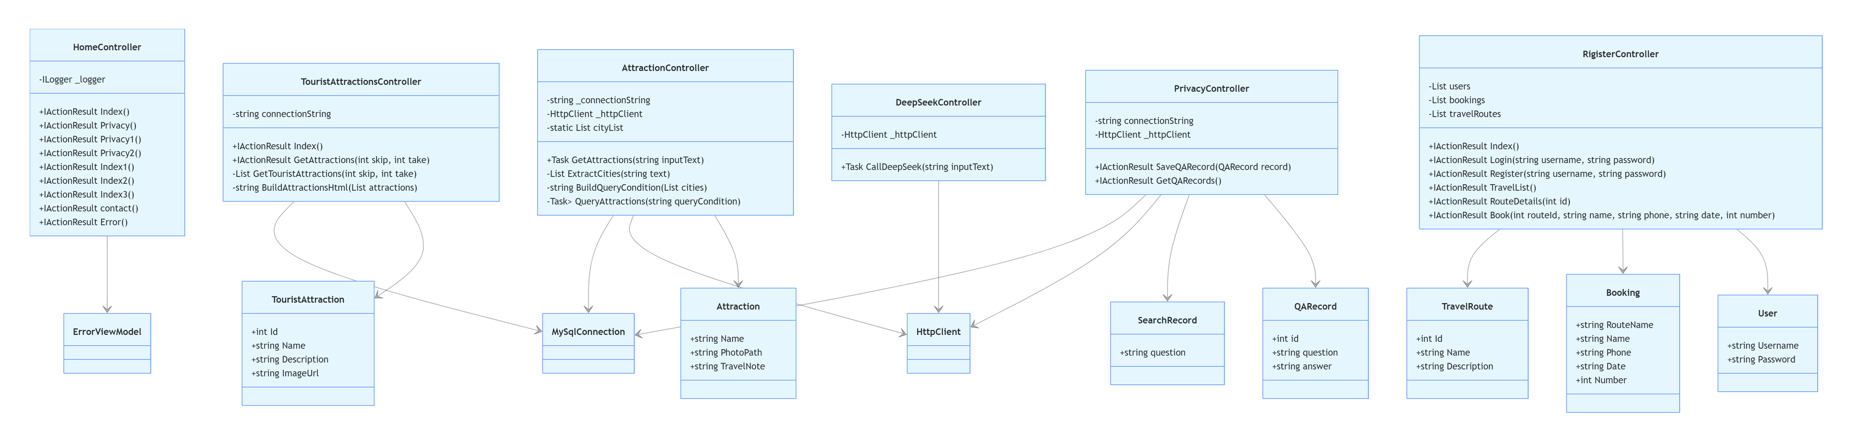 HomeController
-ILogger _logger
+IActionResult Index()
+IActionResult Privacy()
+IActionResult Privacy1()
+IActionResult Privacy2()
+IActionResult Index1()
+IActionResult Index2()
+IActionResult Index3()
+IActionResult contact()
+IActionResult Error()
TouristAttractionsController
-string connectionString
+IActionResult Index()
+IActionResult GetAttractions(int skip, int take)
-List GetTouristAttractions(int skip, int take)
-string BuildAttractionsHtml(List attractions)
AttractionController
-string _connectionString
-HttpClient _httpClient
-static List cityList
+Task GetAttractions(string inputText)
-List ExtractCities(string text)
-string BuildQueryCondition(List cities)
-Task> QueryAttractions(string queryCondition)
DeepSeekController
-HttpClient _httpClient
+Task CallDeepSeek(string inputText)
PrivacyController
-string connectionString
-HttpClient _httpClient
+IActionResult SaveQARecord(QARecord record)
+IActionResult GetQARecords()
RigisterController
-List users
-List bookings
-List travelRoutes
+IActionResult Index()
+IActionResult Login(string username, string password)
+IActionResult Register(string username, string password)
+IActionResult TravelList()
+IActionResult RouteDetails(int id)
+IActionResult Book(int routeId, string name, string phone, string date, int number)
ErrorViewModel
TouristAttraction
+int Id
+string Name
+string Description
+string ImageUrl
MySqlConnection
Attraction
+string Name
+string PhotoPath
+string TravelNote
HttpClient
SearchRecord
+string question
QARecord
+int id
+string question
+string answer
TravelRoute
+int Id
+string Name
+string Description
Booking
+string RouteName
+string Name
+string Phone
+string Date
+int Number
User
+string Username
+string Password